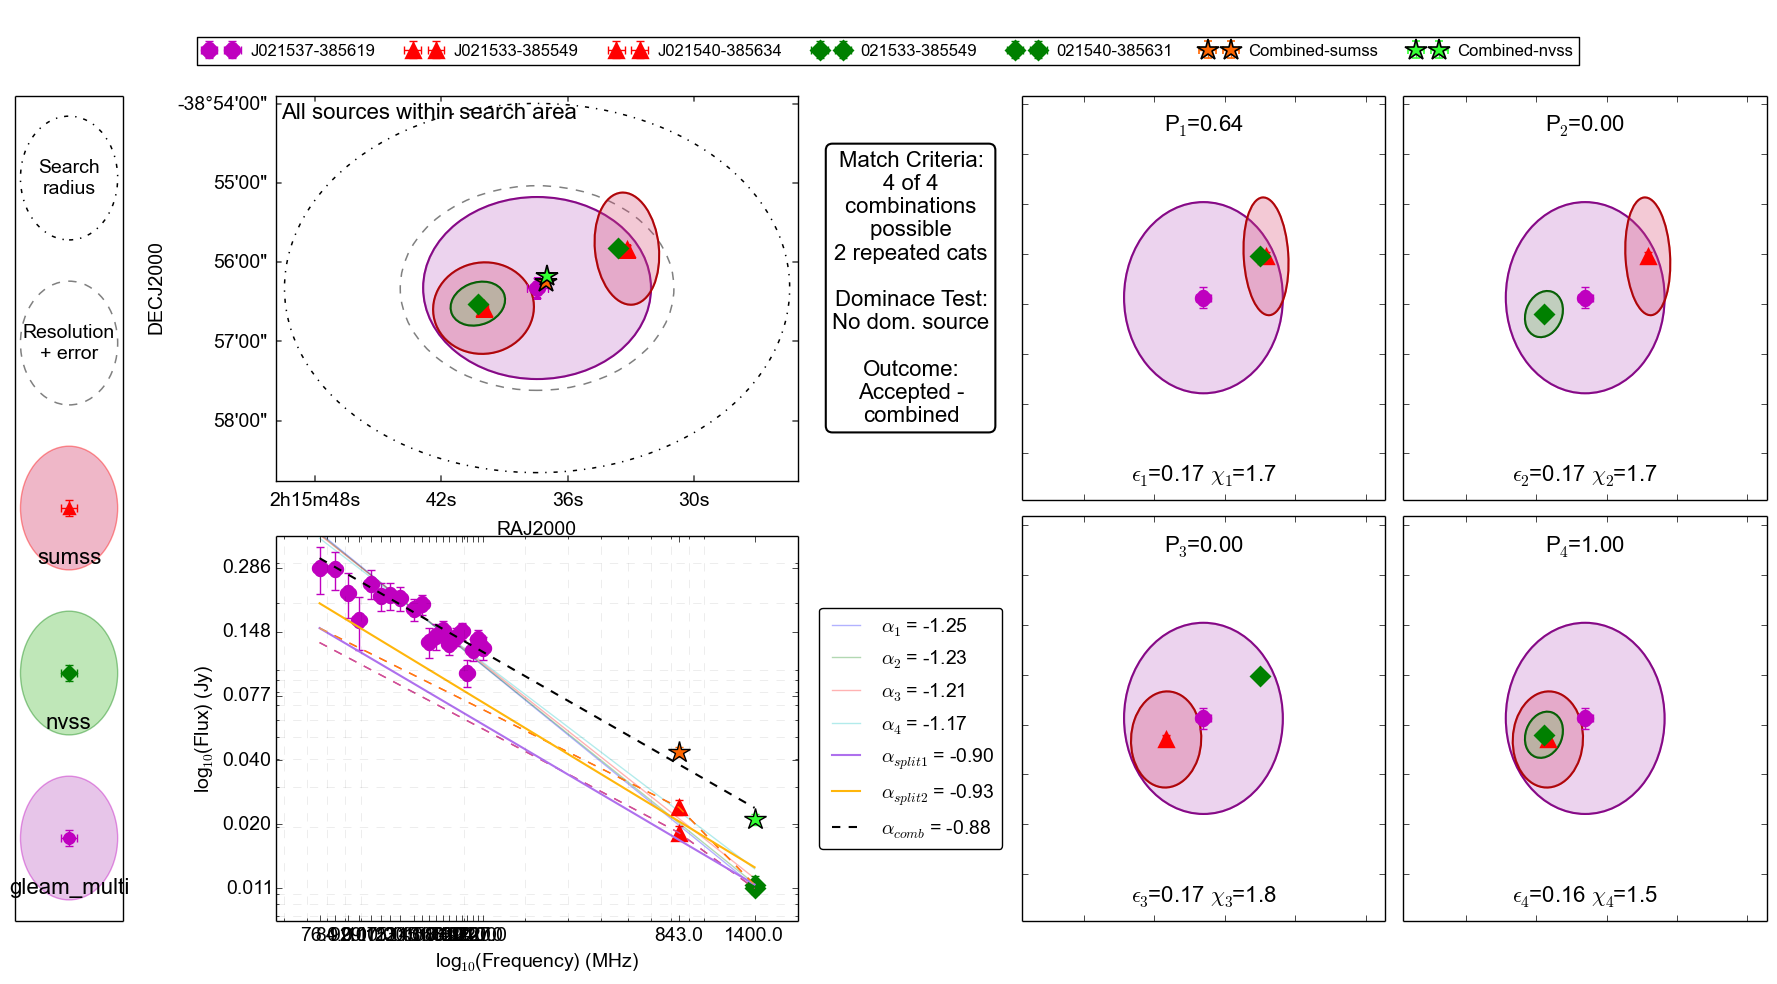 J021537-385619
J021533-385549
J021540-385634
021533-385549
021540-385631
Combined-sumss
Combined-nvss
Search
radius
Resolution
+ error
sumss
nvss
gleam_multi
All sources within search area
-38°54'00"
55'00"
56'00"
57'00"
58'00"
DECJ2000
2h15m48s
42s
36s
30s
RAJ2000
Match Criteria:
4 of 4
combinations
possible
2 repeated cats
Dominace Test:
No dom. source
Outcome:
Accepted -
combined
P1=0.64
ϵ1=0.17 χ1=1.7
P2=0.00
ϵ2=0.17 χ2=1.7
P3=0.00
ϵ3=0.17 χ3=1.8
P4=1.00
ϵ4=0.16 χ4=1.5
0.286
0.148
0.077
0.040
0.020
0.011
log10(Flux) (Jy)
843.0
1400.0
log10(Frequency) (MHz)
α1 = -1.25
α2 = -1.23
α3 = -1.21
α4 = -1.17
αsplit1 = -0.90
αsplit2 = -0.93
αcomb = -0.88